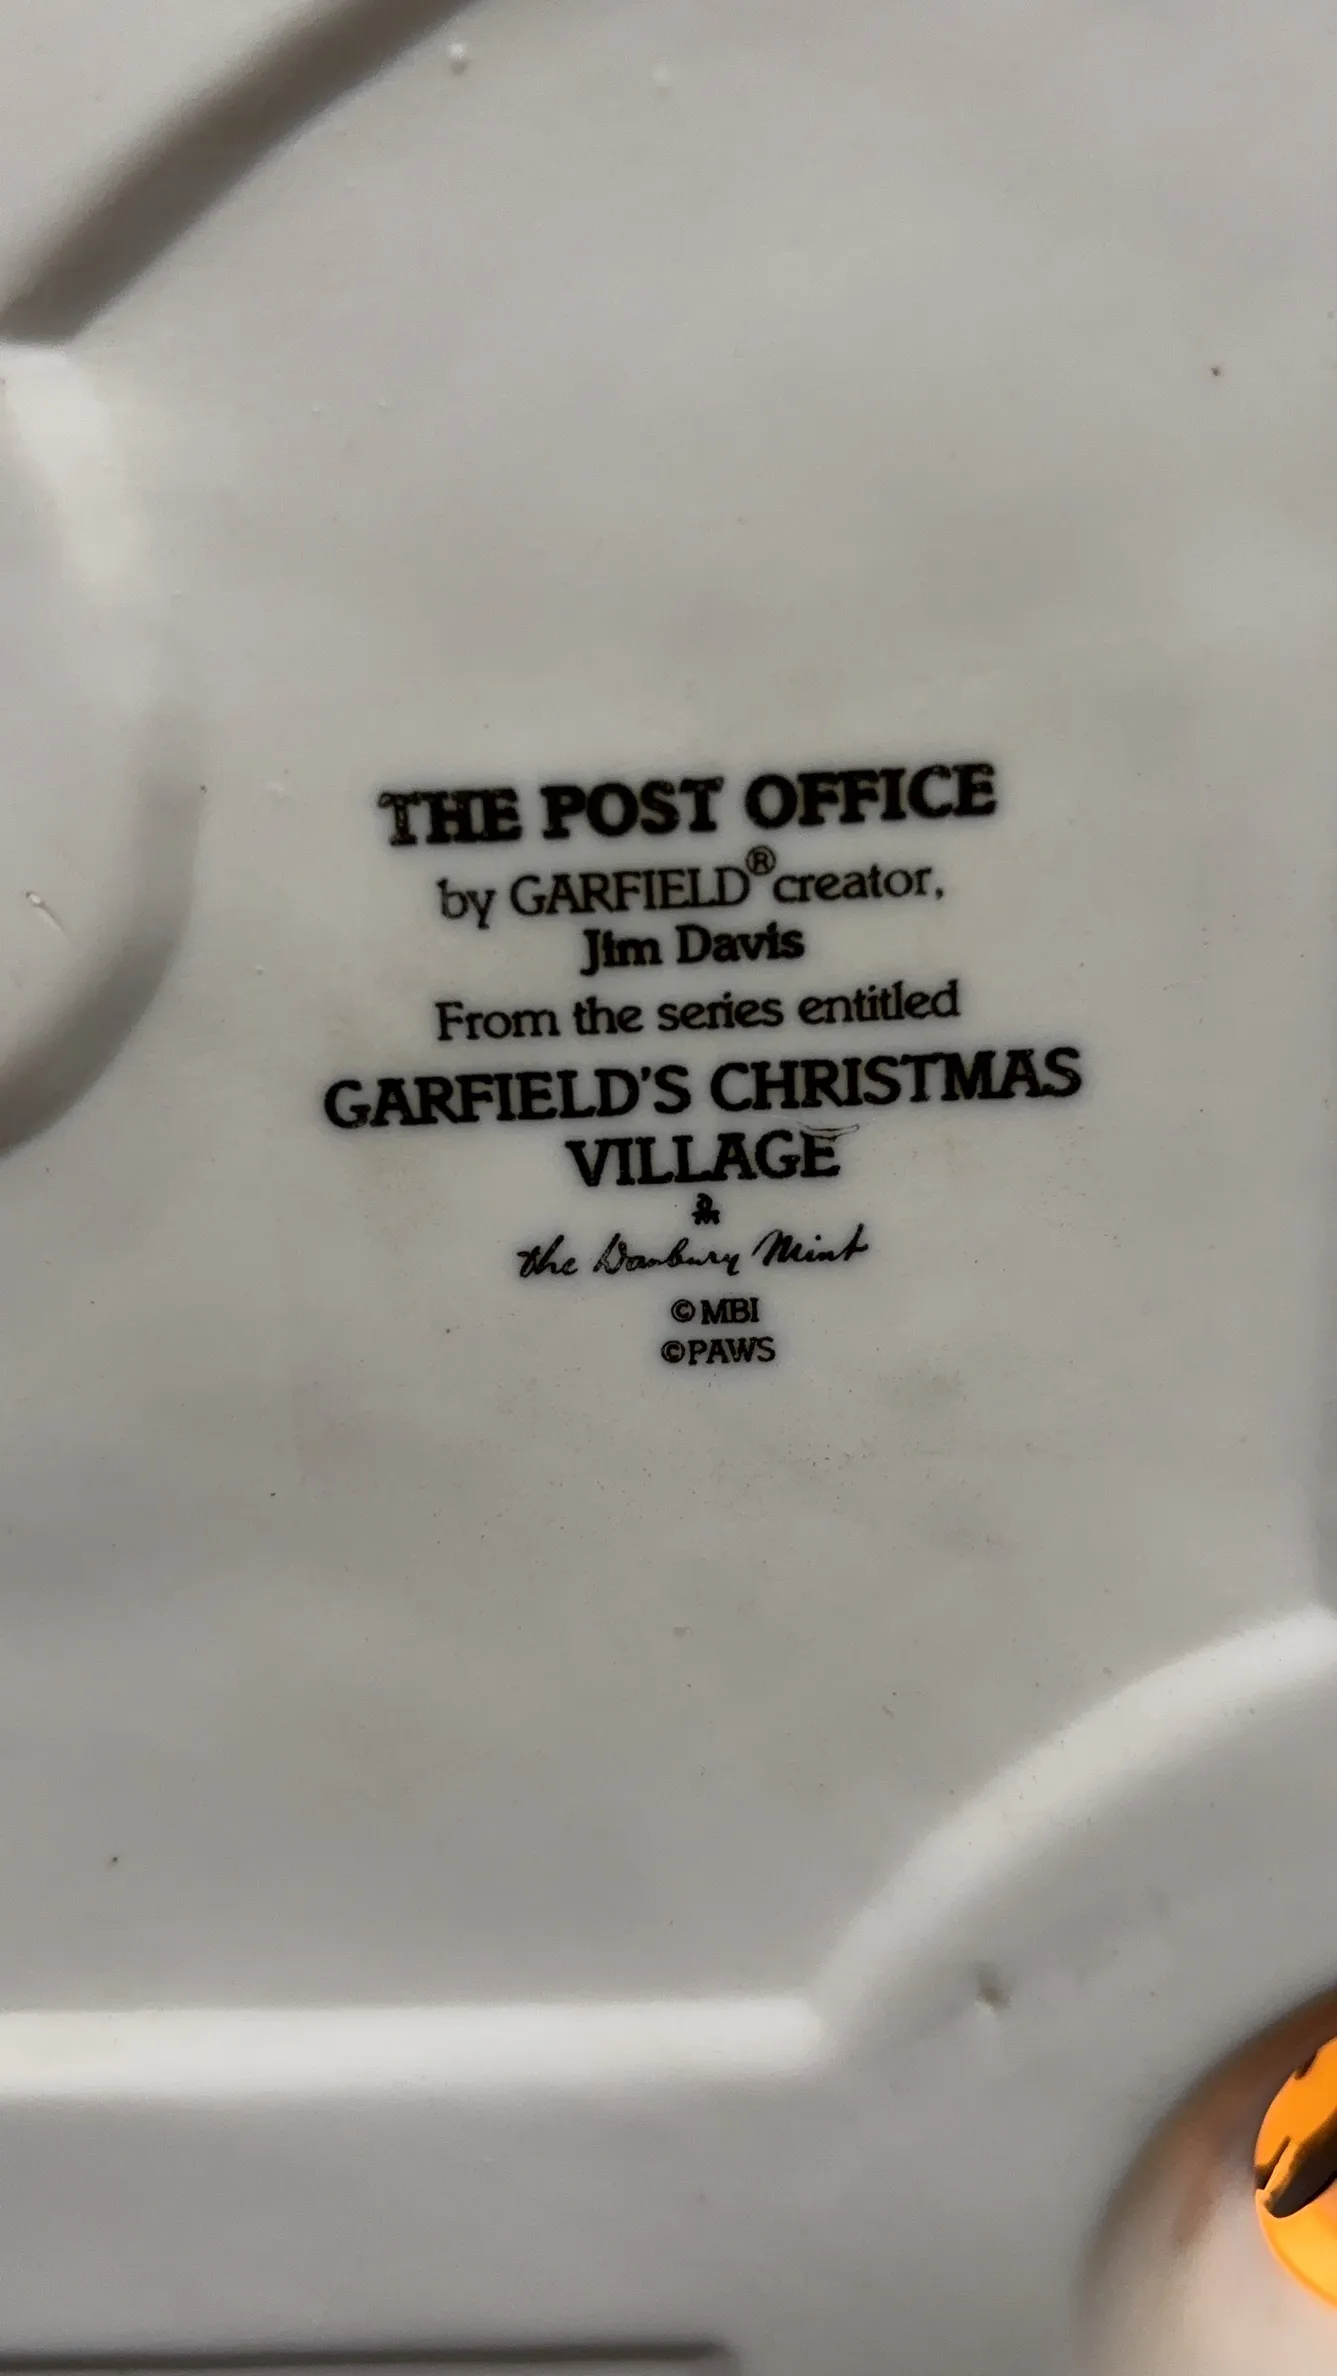 THE POST OFFICE
by GARFIELD® creator,
Jim Davis
From the series entitled
GARFIELD'S CHRISTMAS
VILLAGE
the Danbury Mint
©MBI
©PAWS